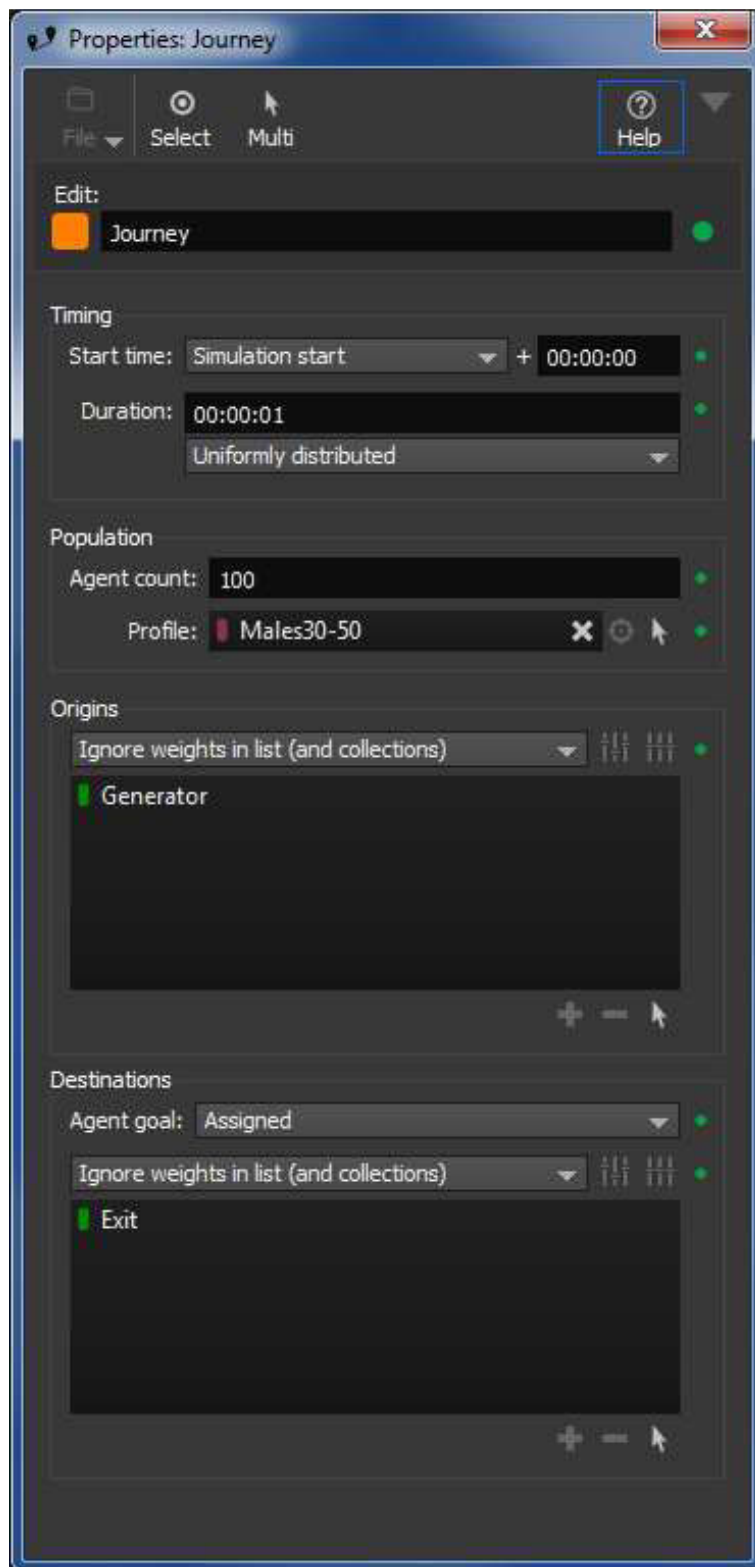 Properties: Journey
File Select Multi Help
Edit:
Journey
Timing
Start time: Simulation start + 00:00:00
Duration: 00:00:01
Uniformly distributed
Population
Agent count: 100
Profile: Males30-50
Origins
Ignore weights in list (and collections)
Generator
Destinations
Agent goal: Assigned
Ignore weights in list (and collections)
Exit